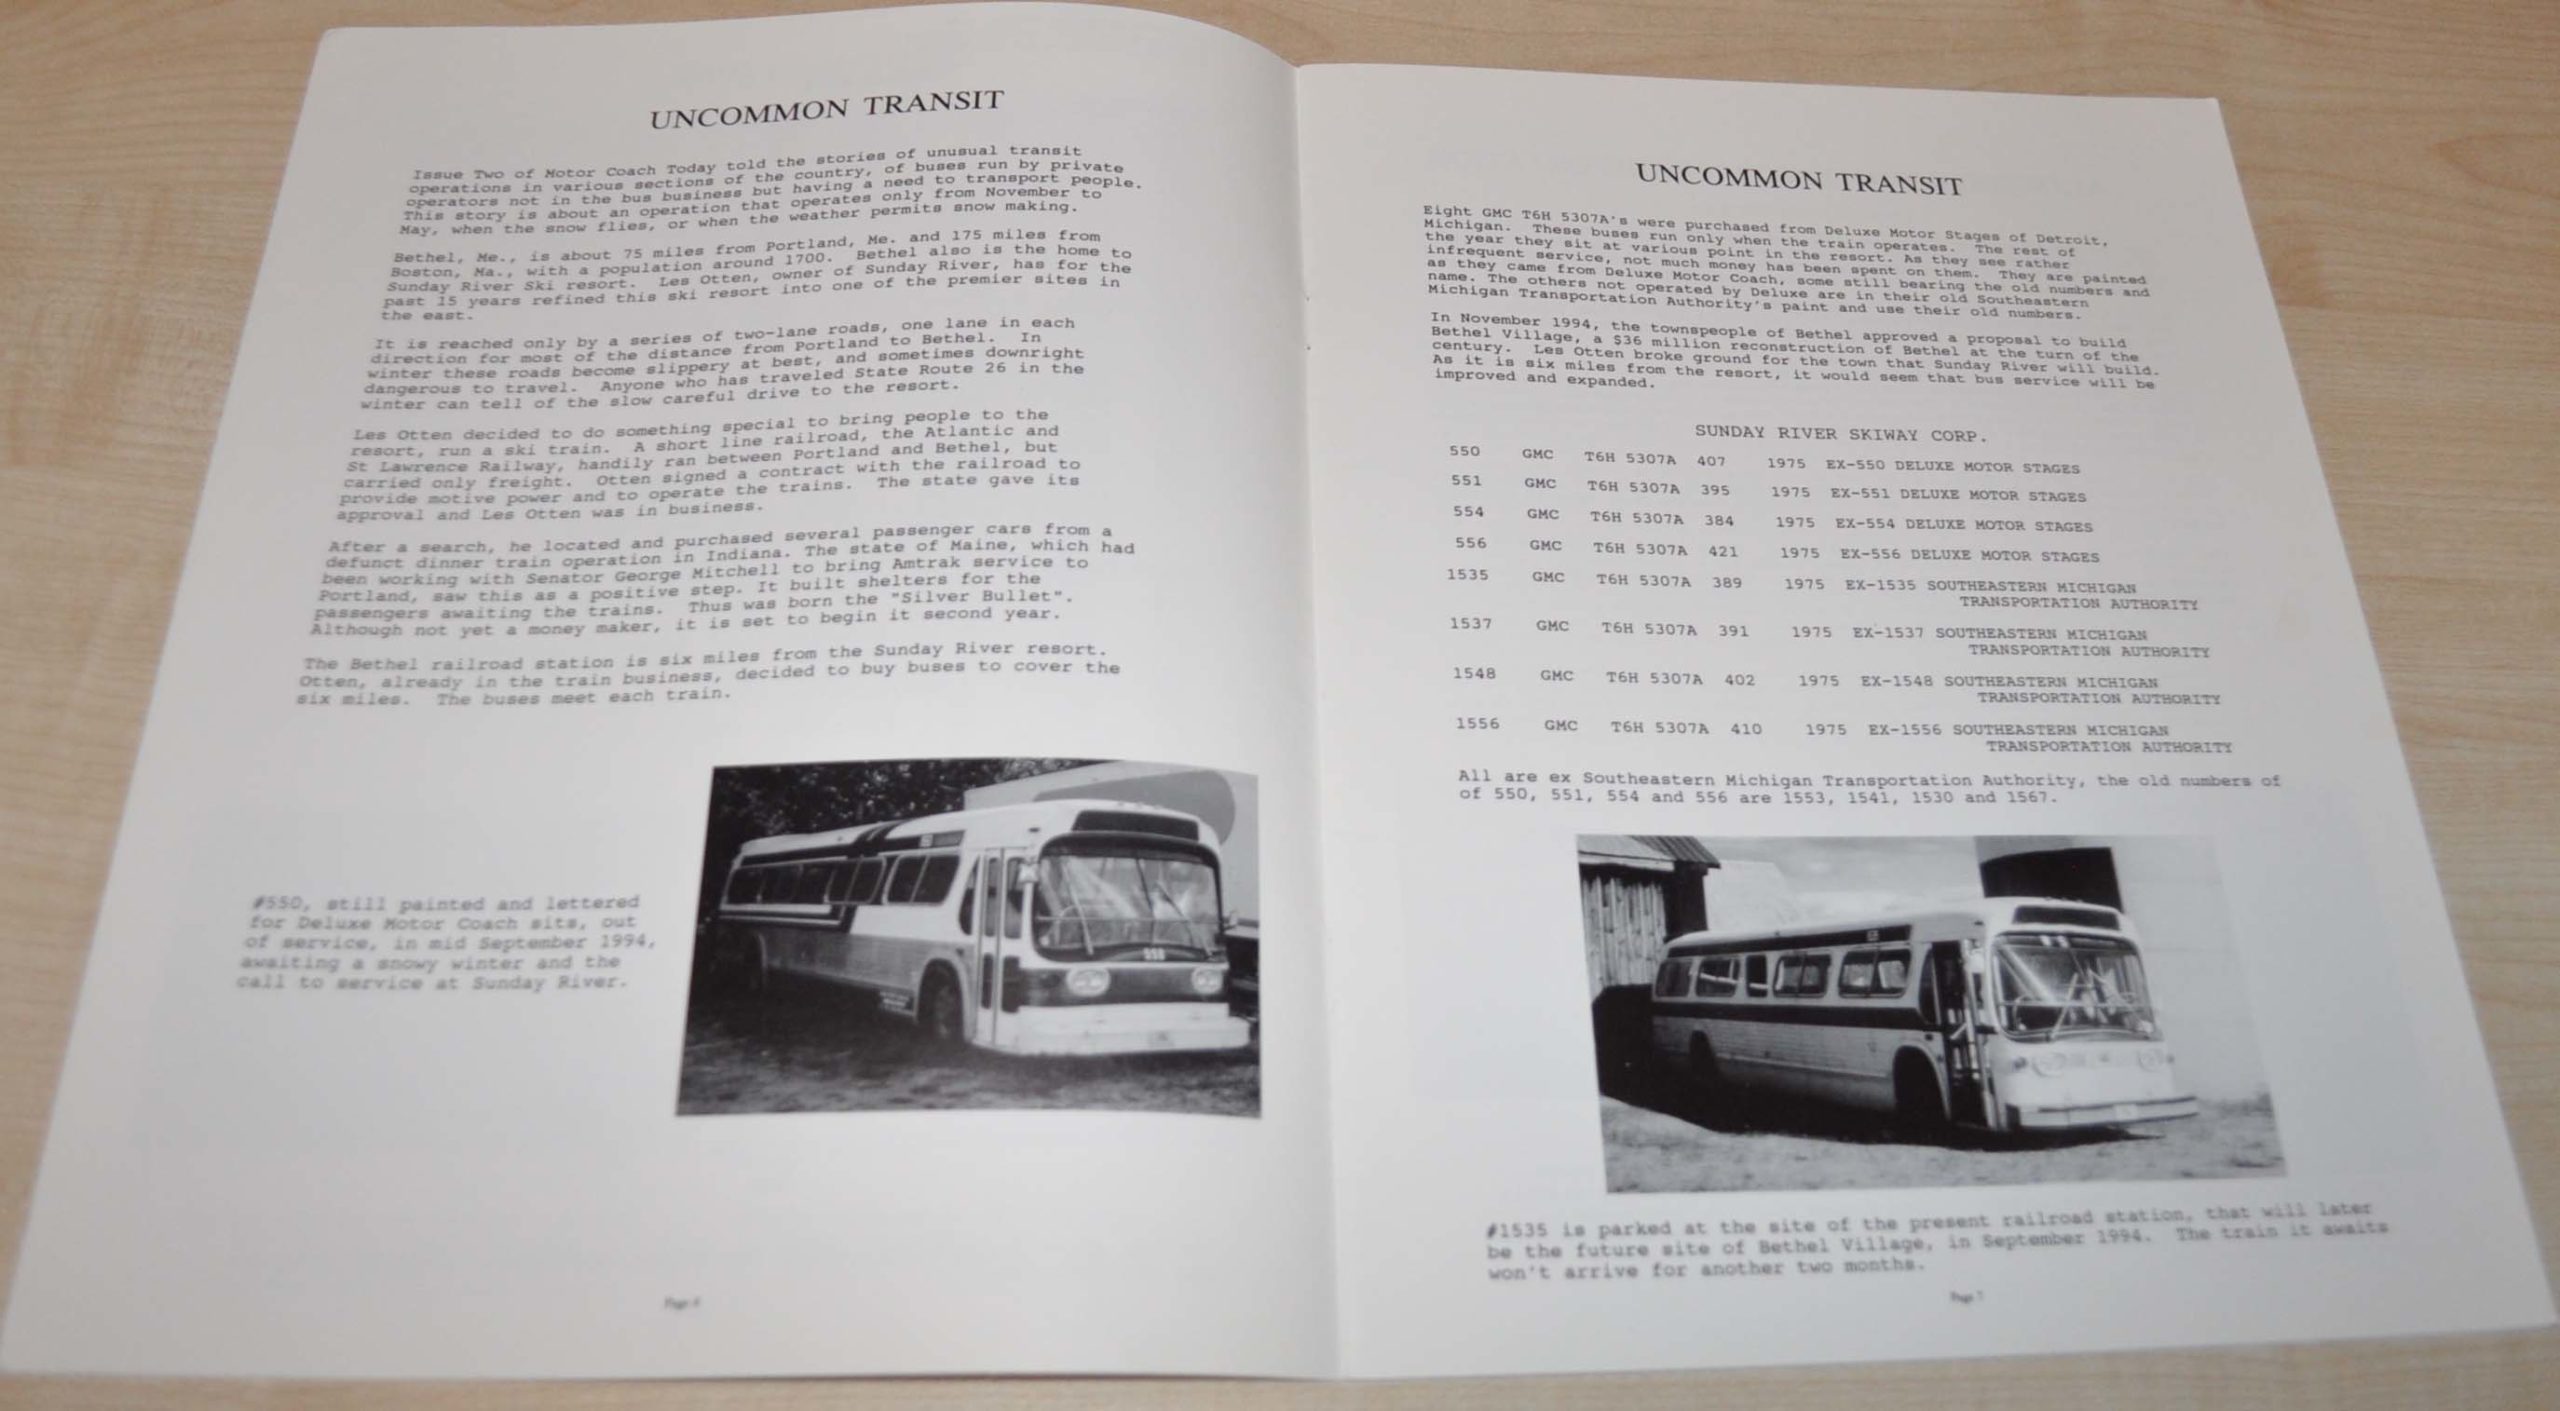 UNCOMMON TRANSIT
Issue Two of Motor Coach Today told the stories of unusual transit
operations in various sections of the country, of buses run by private
operators not in the bus business but having a need to transport people.
This story is about an operation that operates only from November to
May, when the snow flies, or when the weather permits snow making.
Bethel, Me., is about 75 miles from Portland, Me. and 175 miles from
Boston, Ma., with a population around 1700. Bethel also is the home to
Sunday River Ski resort. Les Otten, owner of Sunday River, has for the
past 15 years refined this ski resort into one of the premier sites in
the east.
It is reached only by a series of two-lane roads, one lane in each
direction for most of the distance from Portland to Bethel. In
winter these roads become slippery at best, and sometimes downright
dangerous to travel. Anyone who has traveled State Route 26 in the
winter can tell of the slow careful drive to the resort.
Les Otten decided to do something special to bring people to the
resort, run a ski train. A short line railroad, the Atlantic and
St Lawrence Railway, handily ran between Portland and Bethel, but
carried only freight. Otten signed a contract with the railroad to
provide motive power and to operate the trains. The state gave its
approval and Les Otten was in business.
After a search, he located and purchased several passenger cars from a
defunct dinner train operation in Indiana. The state of Maine, which had
been working with Senator George Mitchell to bring Amtrak service to
Portland, saw this as a positive step. It built shelters for the
passengers awaiting the trains. Thus was born the "Silver Bullet".
Although not yet a money maker, it is set to begin it second year.
The Bethel railroad station is six miles from the Sunday River resort.
Otten, already in the train business, decided to buy buses to cover the
six miles. The buses meet each train.
#550, still painted and lettered
for Deluxe Motor Coach sits, out
of service, in mid September 1994,
awaiting a snowy winter and the
call to service at Sunday River.
Page 6
UNCOMMON TRANSIT
Eight GMC T6H 5307A's were purchased from Deluxe Motor Stages of Detroit,
Michigan. These buses run only when the train operates. The rest of
the year they sit at various point in the resort. As they see rather
infrequent service, not much money has been spent on them. They are painted
as they came from Deluxe Motor Coach, some still bearing the old numbers and
name. The others not operated by Deluxe are in their old Southeastern
Michigan Transportation Authority's paint and use their old numbers.
In November 1994, the townspeople of Bethel approved a proposal to build
Bethel Village, a $36 million reconstruction of Bethel at the turn of the
century. Les Otten broke ground for the town that Sunday River will build.
As it is six miles from the resort, it would seem that bus service will be
improved and expanded.
SUNDAY RIVER SKIWAY CORP.
550 GMC T6H 5307A 407 1975 EX-550 DELUXE MOTOR STAGES
551 GMC T6H 5307A 395 1975 EX-551 DELUXE MOTOR STAGES
554 GMC T6H 5307A 384 1975 EX-554 DELUXE MOTOR STAGES
556 GMC T6H 5307A 421 1975 EX-556 DELUXE MOTOR STAGES
1535 GMC T6H 5307A 389 1975 EX-1535 SOUTHEASTERN MICHIGAN
TRANSPORTATION AUTHORITY
1537 GMC T6H 5307A 391 1975 EX-1537 SOUTHEASTERN MICHIGAN
TRANSPORTATION AUTHORITY
1548 GMC T6H 5307A 402 1975 EX-1548 SOUTHEASTERN MICHIGAN
TRANSPORTATION AUTHORITY
1556 GMC T6H 5307A 410 1975 EX-1556 SOUTHEASTERN MICHIGAN
TRANSPORTATION AUTHORITY
All are ex Southeastern Michigan Transportation Authority, the old numbers of
of 550, 551, 554 and 556 are 1553, 1541, 1530 and 1567.
#1535 is parked at the site of the present railroad station, that will later
be the future site of Bethel Village, in September 1994. The train it awaits
won't arrive for another two months.
Page 7